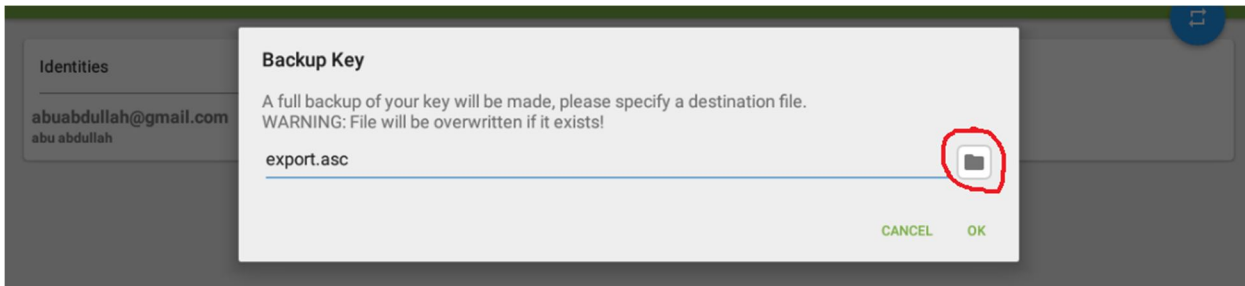 Backup Key
Identities
A full backup of your key will be made, please specify a destination file.
WARNING: File will be overwritten if it exists!
abuabdullah@gmail.com
abu abdullah
export.asc
CANCEL OK